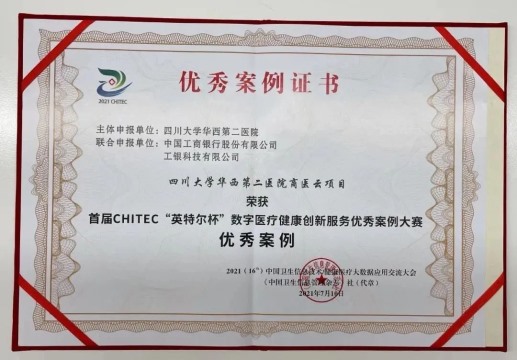 2021 CHITEC
优秀案例证书
主体申报单位：四川大学华西第二医院
联合申报单位：中国工商银行股份有限公司
工银科技有限公司
四川大学华西第二医院商医云项目
荣获
首届CHITEC“英特尔杯”数字医疗健康创新服务优秀案例大赛
优秀案例
2021（16th）中国卫生信息技术/健康医疗大数据应用交流大会
《中国卫生信息管理杂志》社（代章）
2021年7月16日